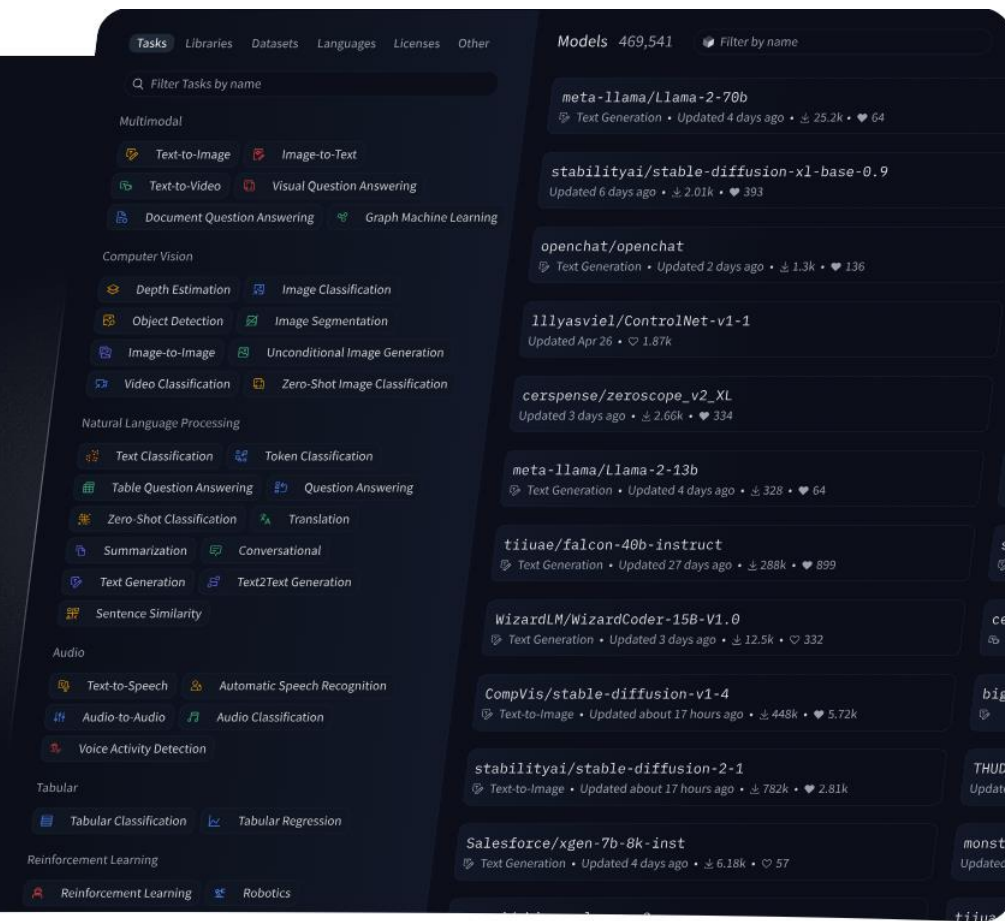 Tasks Libraries Datasets Languages Licenses Other
Filter Tasks by name
Multimodal
Text-to-Image Image-to-Text
Text-to-Video Visual Question Answering
Document Question Answering Graph Machine Learning
Computer Vision
Depth Estimation Image Classification
Object Detection Image Segmentation
Image-to-Image Unconditional Image Generation
Video Classification Zero-Shot Image Classification
Natural Language Processing
Text Classification Token Classification
Table Question Answering Question Answering
Zero-Shot Classification Translation
Summarization Conversational
Text Generation Text2Text Generation
Sentence Similarity
Audio
Text-to-Speech Automatic Speech Recognition
Audio-to-Audio Audio Classification
Voice Activity Detection
Tabular
Tabular Classification Tabular Regression
Reinforcement Learning
Reinforcement Learning Robotics
Models 469,541 Filter by name
meta-llama/Llama-2-70b
Text Generation • Updated 4 days ago • 25.2k • 64
stabilityai/stable-diffusion-xl-base-0.9
Updated 6 days ago • 2.01k • 393
openchat/openchat
Text Generation • Updated 2 days ago • 1.3k • 136
lllyasviel/ControlNet-v1-1
Updated Apr 26 • 1.87k
cerspense/zeroscope_v2_XL
Updated 3 days ago • 2.66k • 334
meta-llama/Llama-2-13b
Text Generation • Updated 4 days ago • 328 • 64
tiiuae/falcon-40b-instruct
Text Generation • Updated 27 days ago • 288k • 899
WizardLM/WizardCoder-15B-V1.0
Text Generation • Updated 3 days ago • 12.5k • 332
CompVis/stable-diffusion-v1-4
Text-to-Image • Updated about 17 hours ago • 448k • 5.72k
stabilityai/stable-diffusion-2-1
Text-to-Image • Updated about 17 hours ago • 782k • 2.81k
Salesforce/xgen-7b-8k-inst
Text Generation • Updated 4 days ago • 6.18k • 57
ce
big
THUD
Updat
monst
Updated